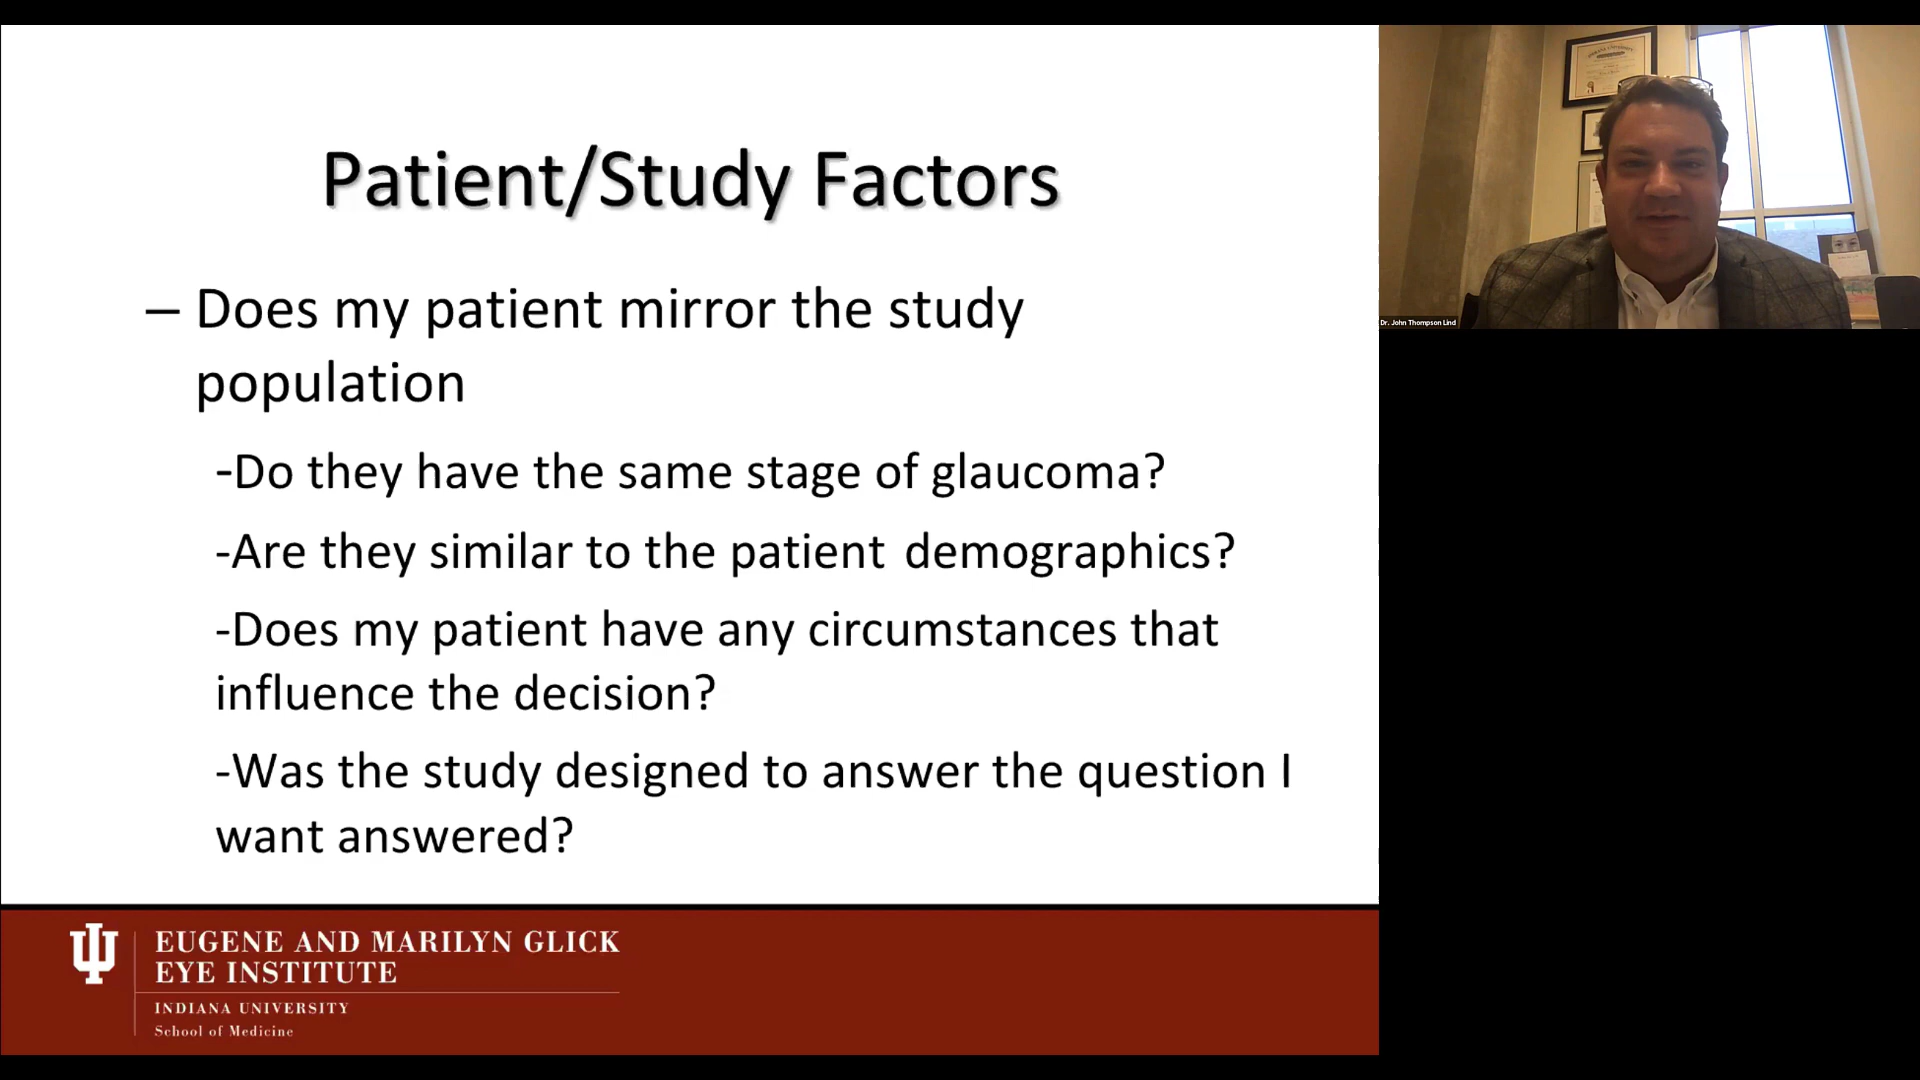 Patient/Study Factors
– Does my patient mirror the study
population
-Do they have the same stage of glaucoma?
-Are they similar to the patient demographics?
-Does my patient have any circumstances that
influence the decision?
-Was the study designed to answer the question I
want answered?
EUGENE AND MARILYN GLICK
EYE INSTITUTE
INDIANA UNIVERSITY
School of Medicine
INDIANA UNIVERSITY
Dr. John Thompson Lind